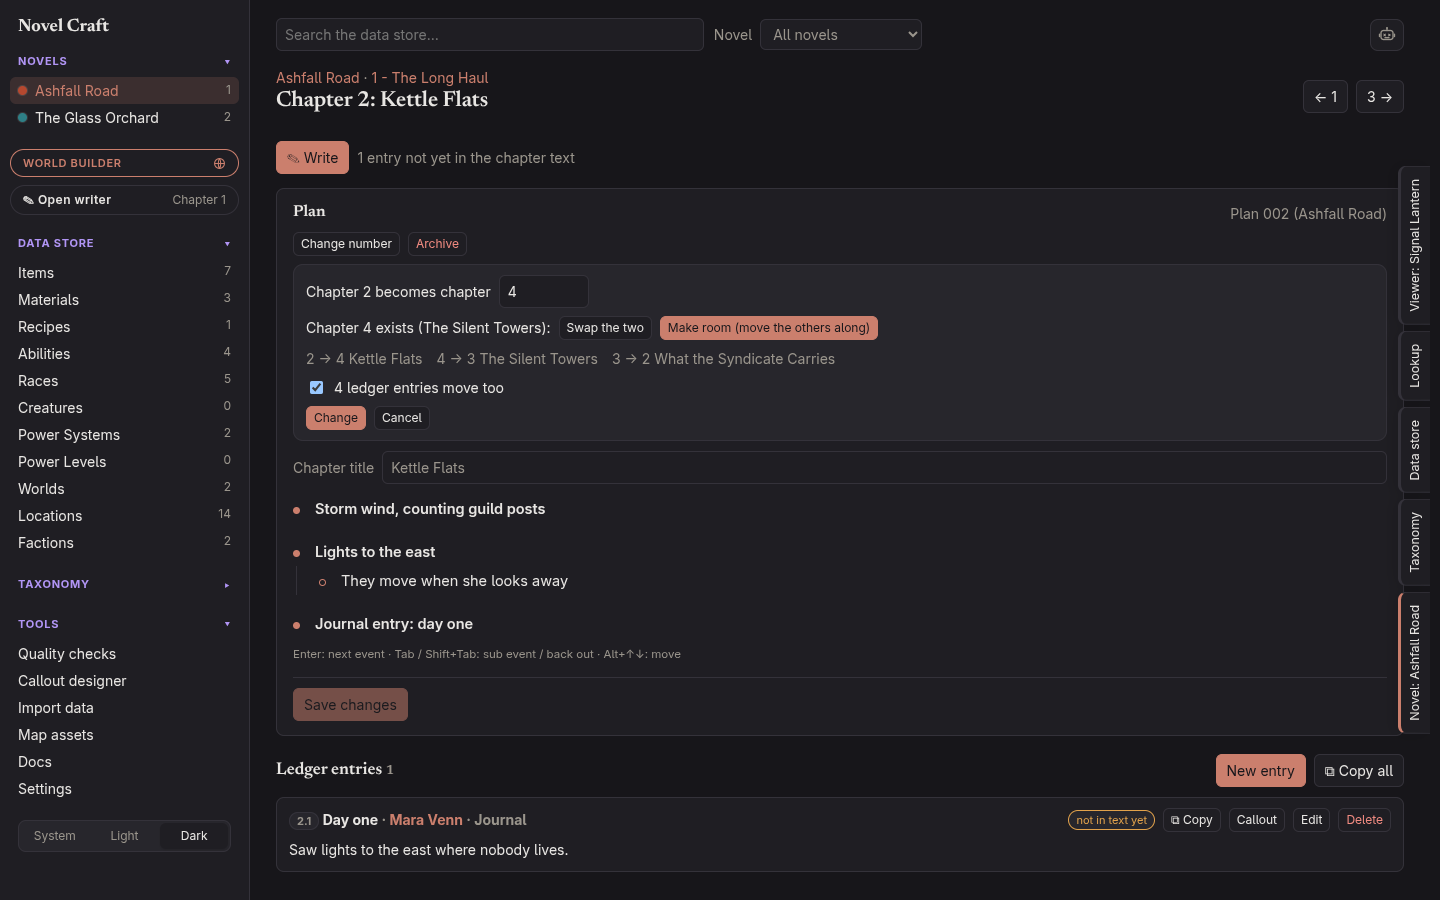 Novel Craft
NOVELS
Ashfall Road 1
The Glass Orchard 2
WORLD BUILDER
✎ Open writer Chapter 1
DATA STORE
Items 7
Materials 3
Recipes 1
Abilities 4
Races 5
Creatures 0
Power Systems 2
Power Levels 0
Worlds 2
Locations 14
Factions 2
TAXONOMY
TOOLS
Quality checks
Callout designer
Import data
Map assets
Docs
Settings
System Light Dark
Search the data store... Novel All novels
Ashfall Road · 1 - The Long Haul
Chapter 2: Kettle Flats
← 1 3 →
✎ Write 1 entry not yet in the chapter text
Plan Plan 002 (Ashfall Road)
Change number Archive
Chapter 2 becomes chapter 4
Chapter 4 exists (The Silent Towers): Swap the two Make room (move the others along)
2 → 4 Kettle Flats 4 → 3 The Silent Towers 3 → 2 What the Syndicate Carries
4 ledger entries move too
Change Cancel
Chapter title Kettle Flats
Storm wind, counting guild posts
Lights to the east
They move when she looks away
Journal entry: day one
Enter: next event · Tab / Shift+Tab: sub event / back out · Alt+↑↓: move
Save changes
Ledger entries 1 New entry ⧉ Copy all
2.1 Day one · Mara Venn · Journal not in text yet ⧉ Copy Callout Edit Delete
Saw lights to the east where nobody lives.
Viewer: Signal Lantern
Lookup
Data store
Taxonomy
Novel: Ashfall Road